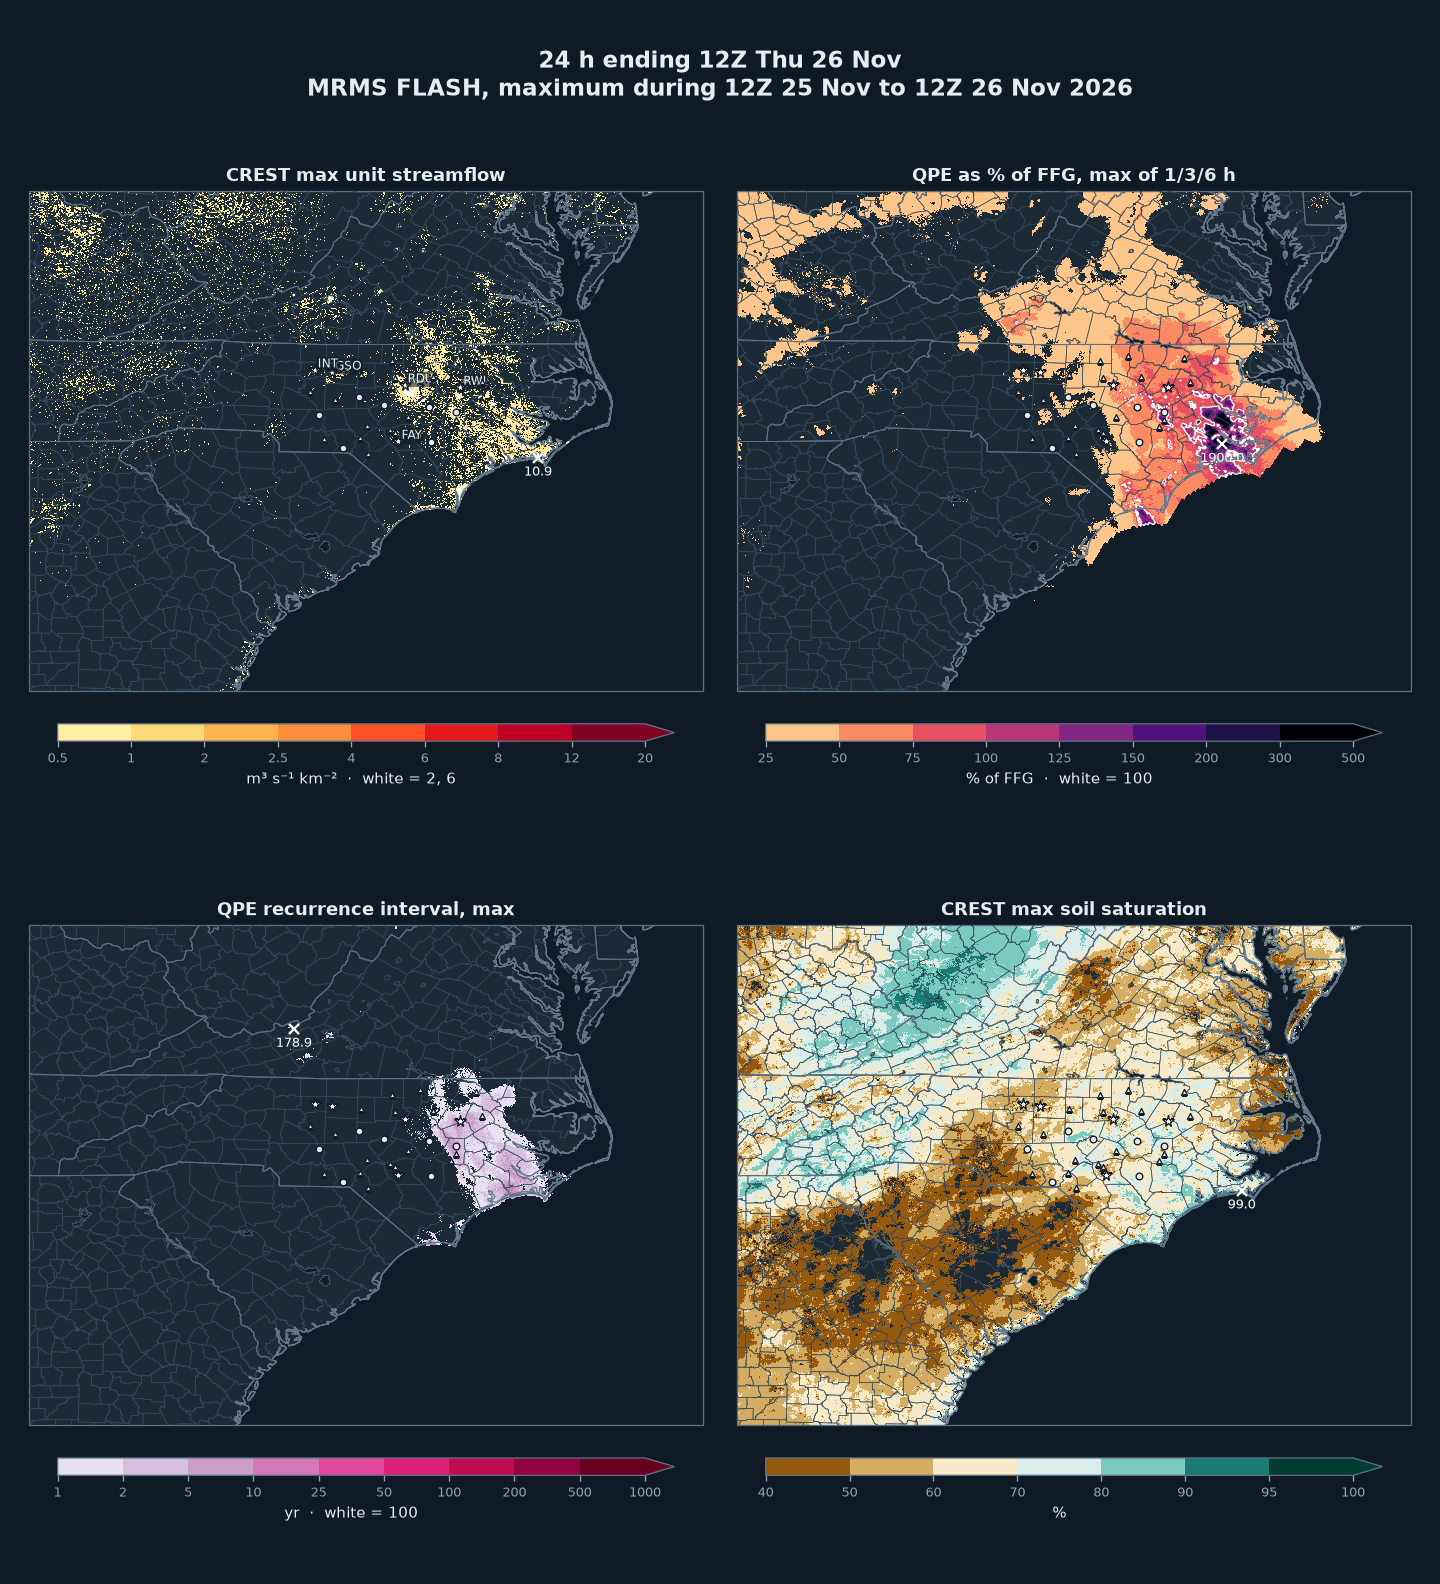 24 h ending 12Z Thu 26 Nov
MRMS FLASH, maximum during 12Z 25 Nov to 12Z 26 Nov 2026
CREST max unit streamflow
INT
GSO
RDU
RWI
FAY
10.9
0.5 1 2 2.5 4 6 8 12 20
m³ s⁻¹ km⁻² · white = 2, 6
QPE as % of FFG, max of 1/3/6 h
25 50 75 100 125 150 200 300 500
% of FFG · white = 100
QPE recurrence interval, max
178.9
1 2 5 10 25 50 100 200 500 1000
yr · white = 100
CREST max soil saturation
99.0
40 50 60 70 80 90 95 100
%